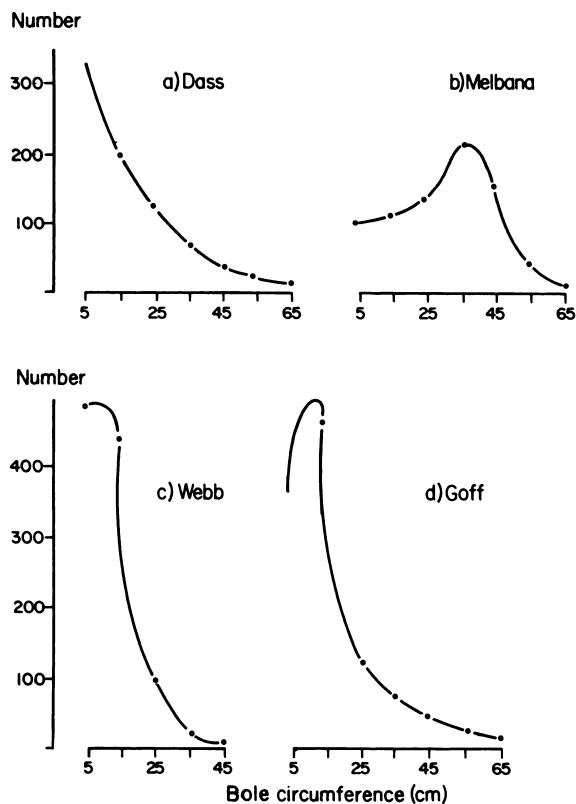 Number
a) Dass
b) Melbana
300
200
100
5 25 45 65
5 25 45 65
Number
c) Webb
d) Goff
400
300
200
100
5 25 45
5 25 45 65
Bole circumference (cm)